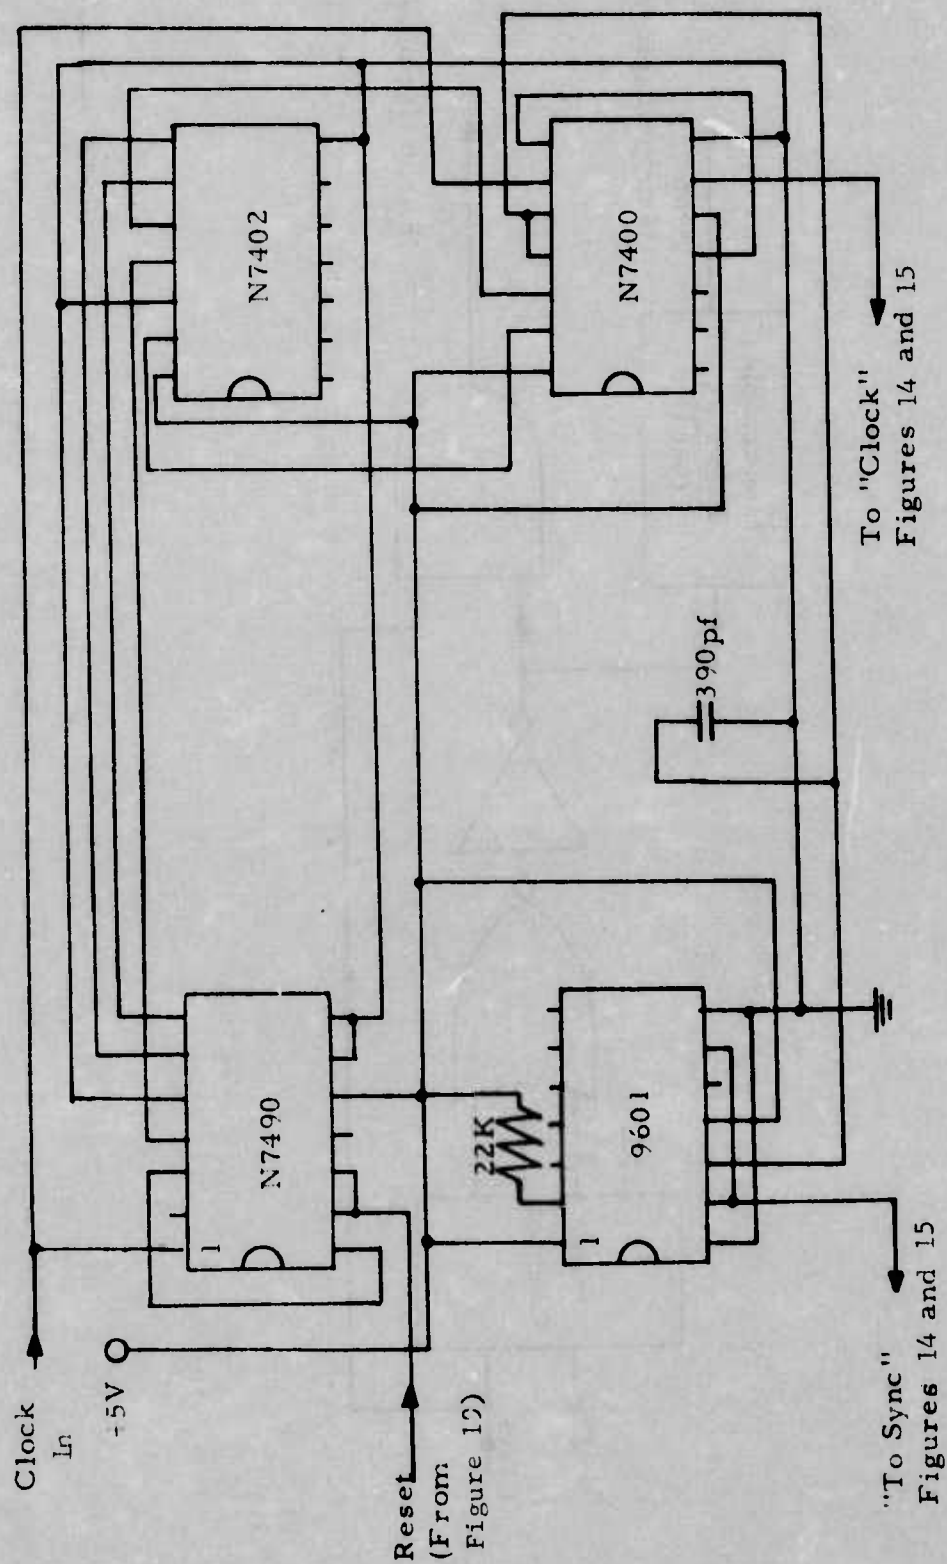 Clock
In
+5V
Reset
(From
Figure 19)
N7490
1
N7402
22K
9601
1
390pf
N7400
To "Clock"
Figures 14 and 15
"To Sync"
Figures 14 and 15